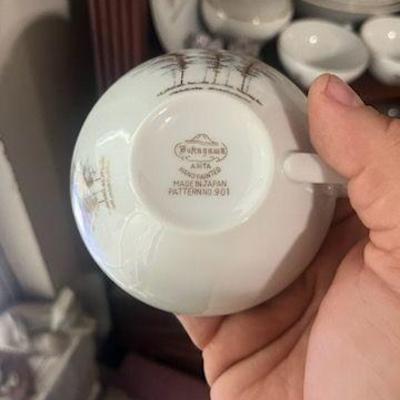 Fukagawa
ARITA
HAND PAINTED
MADE IN JAPAN
PATTERN NO. 901